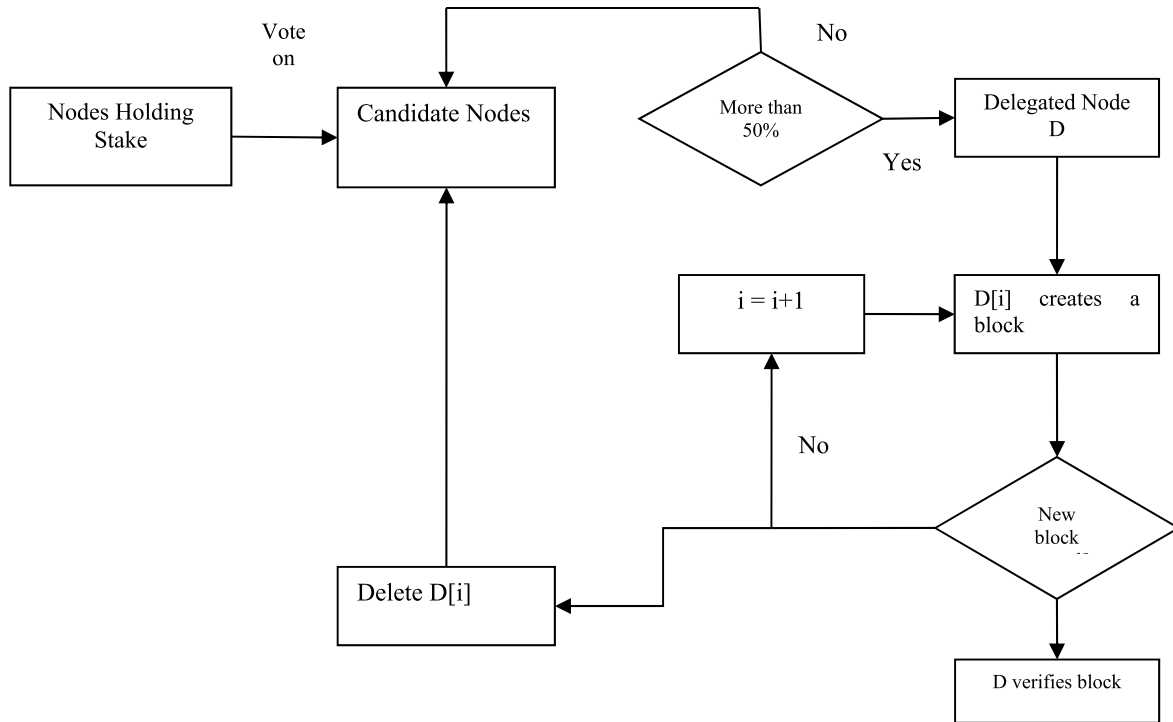 Vote
on
No
Nodes Holding
Stake
Candidate Nodes
More than
50%
Delegated Node
D
Yes
i = i+1
D[i] creates a
block
No
New
block
Delete D[i]
D verifies block